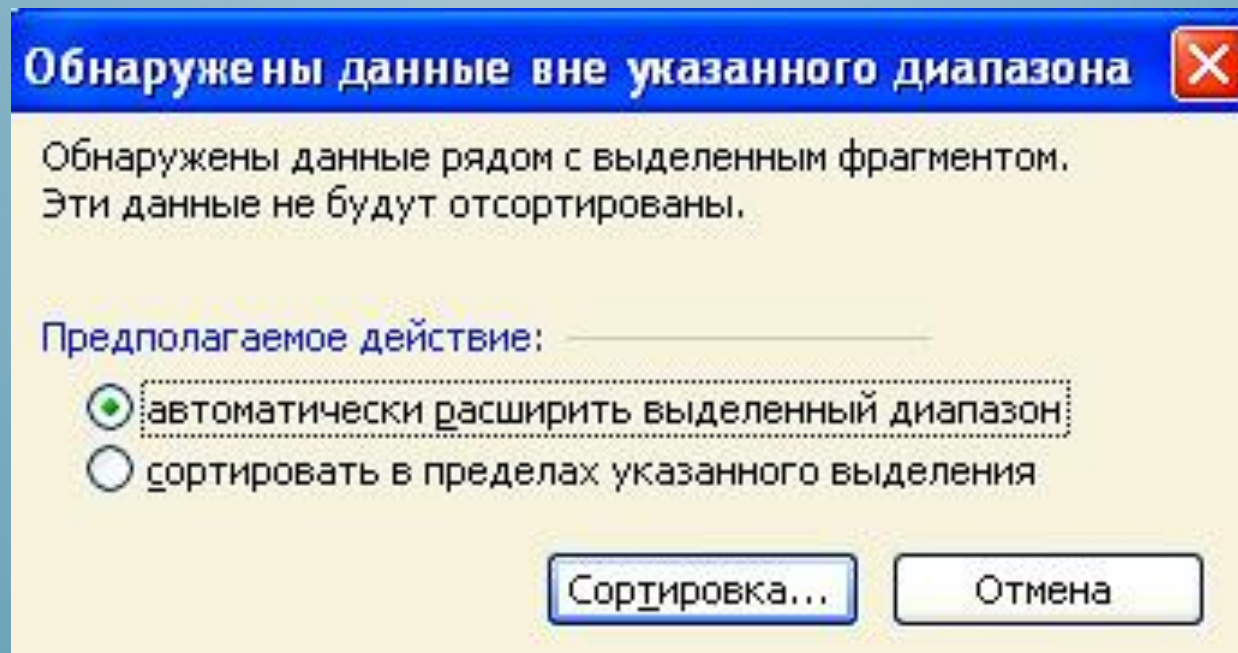 Обнаружены данные вне указанного диапазона
Обнаружены данные рядом с выделенным фрагментом.
Эти данные не будут отсортированы.
Предполагаемое действие:
автоматически расширить выделенный диапазон
сортировать в пределах указанного выделения
Сортировка... Отмена